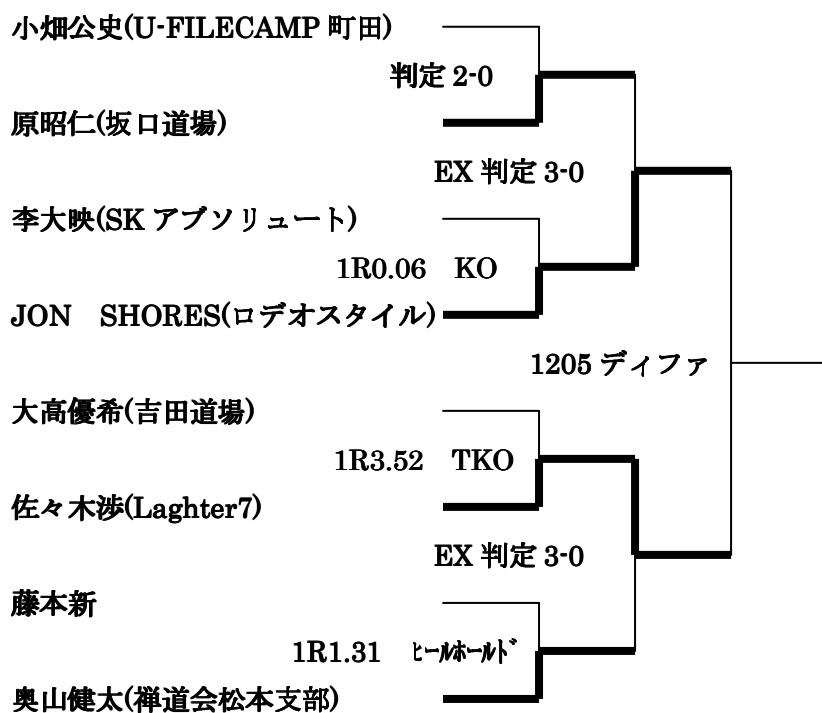 小畑公史(U-FILECAMP 町田)
判定 2-0
原昭仁(坂口道場)
EX 判定 3-0
李大映(SK アブソリュート)
1R0.06　KO
JON　SHORES(ロデオスタイル)
1205 ディファ
大高優希(吉田道場)
1R3.52　TKO
佐々木渉(Laghter7)
EX 判定 3-0
藤本新
1R1.31　ﾋｰﾙﾎｰﾙﾄﾞ
奥山健太(禅道会松本支部)